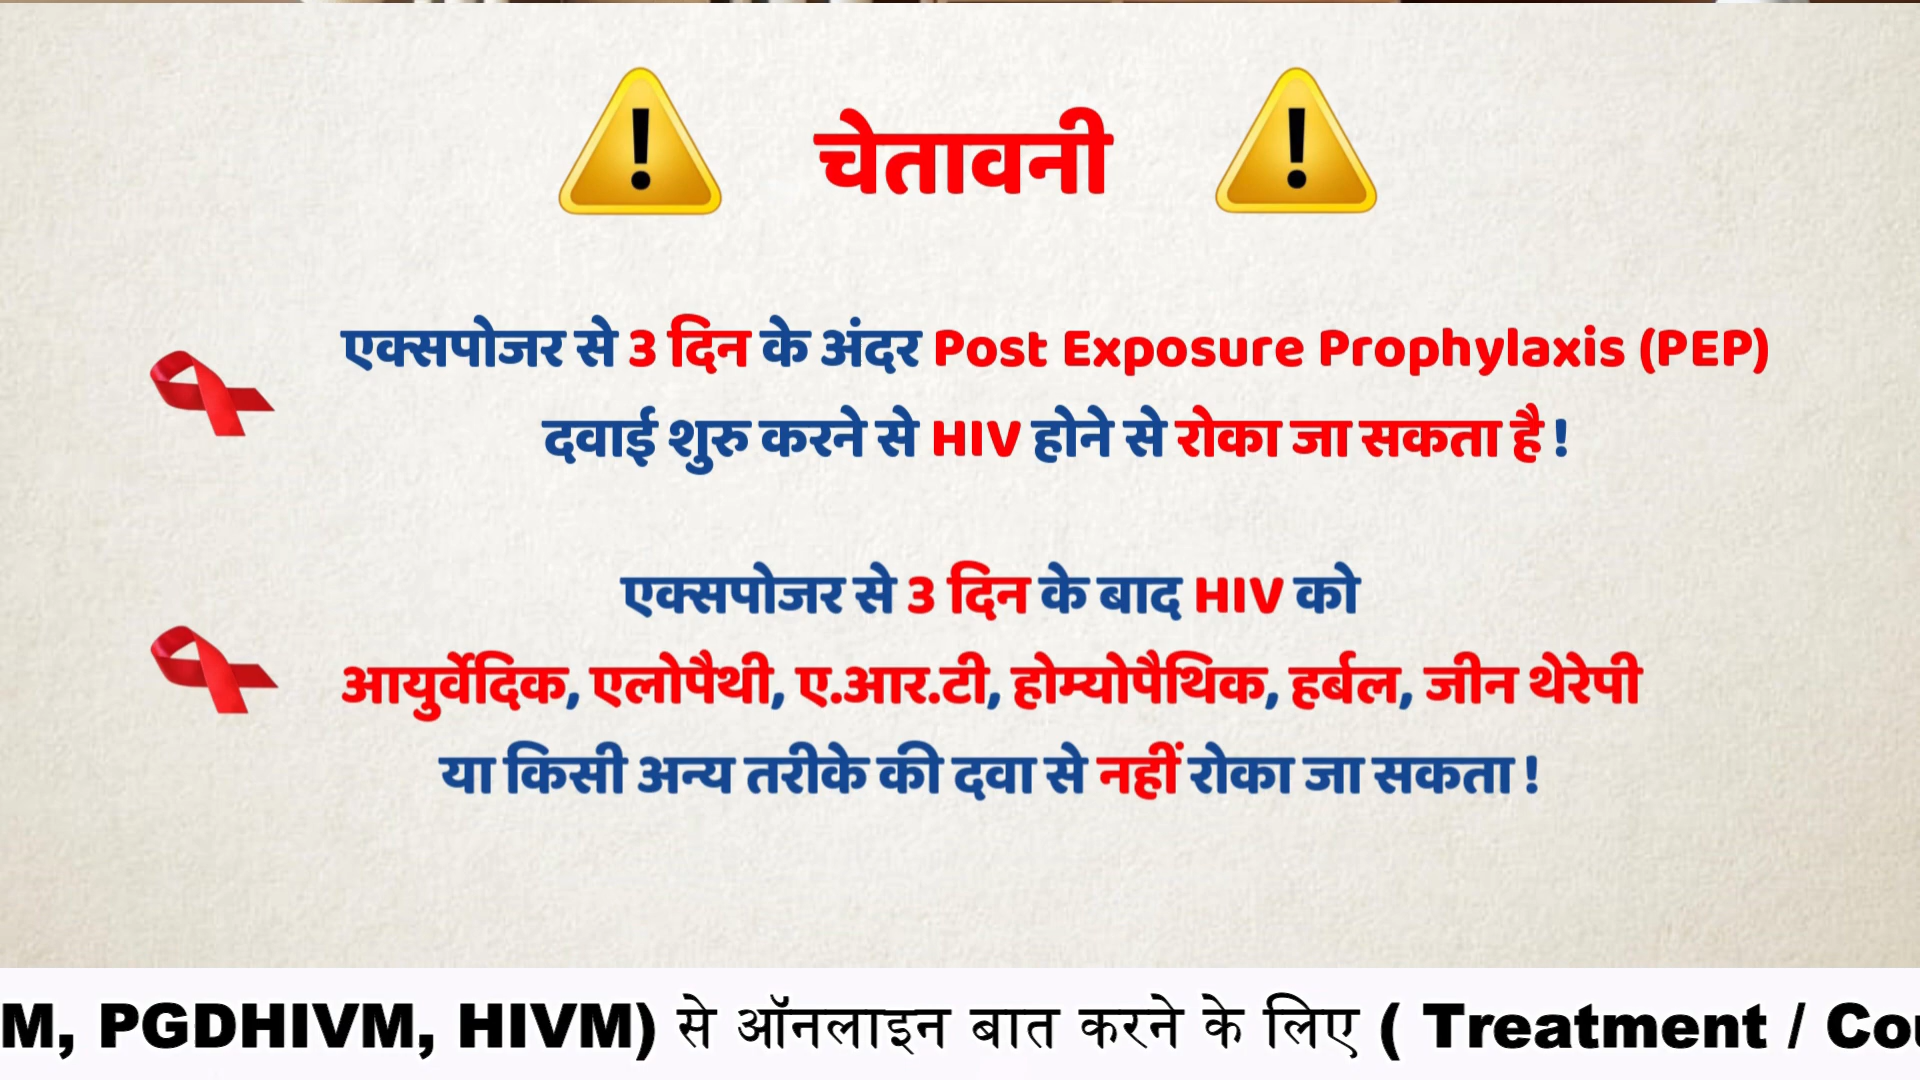 चेतावनी
एक्सपोजर से 3 दिन के अंदर Post Exposure Prophylaxis (PEP)
दवाई शुरु करने से HIV होने से रोका जा सकता है !
एक्सपोजर से 3 दिन के बाद HIV को
आयुर्वेदिक, एलोपैथी, ए.आर.टी, होम्योपैथिक, हर्बल, जीन थेरेपी
या किसी अन्य तरीके की दवा से नहीं रोका जा सकता !
M, PGDHIVM, HIVM) से ऑनलाइन बात करने के लिए ( Treatment /